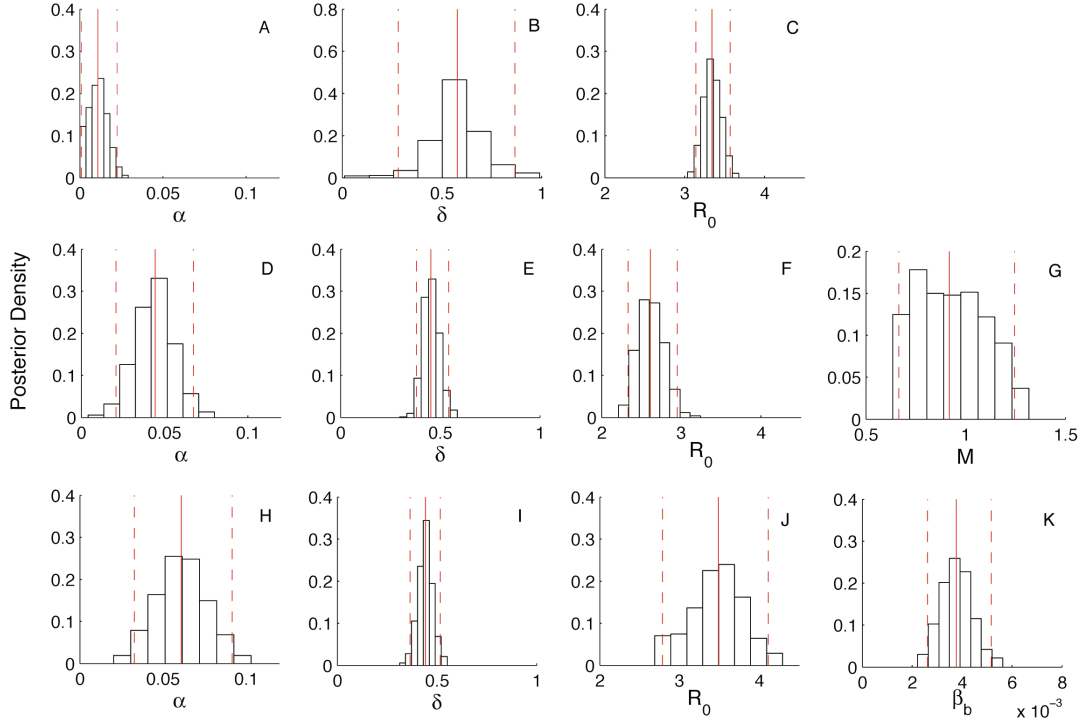 Posterior Density
0.4
0.3
0.2
0.1
0
0 0.05 0.1
α
A
0.8
0.6
0.4
0.2
0
0 0.5 1
δ
B
0.4
0.3
0.2
0.1
0
2 3 4
R0
C
0.4
0.3
0.2
0.1
0
0 0.05 0.1
α
D
0.4
0.3
0.2
0.1
0
0 0.5 1
δ
E
0.4
0.3
0.2
0.1
0
2 3 4
R0
F
0.2
0.15
0.1
0.05
0
0.5 1 1.5
M
G
0.4
0.3
0.2
0.1
0
0 0.05 0.1
α
H
0.4
0.3
0.2
0.1
0
0 0.5 1
δ
I
0.4
0.3
0.2
0.1
0
2 3 4
R0
J
0.4
0.3
0.2
0.1
0
0 2 4 6 8
βb
x 10-3
K